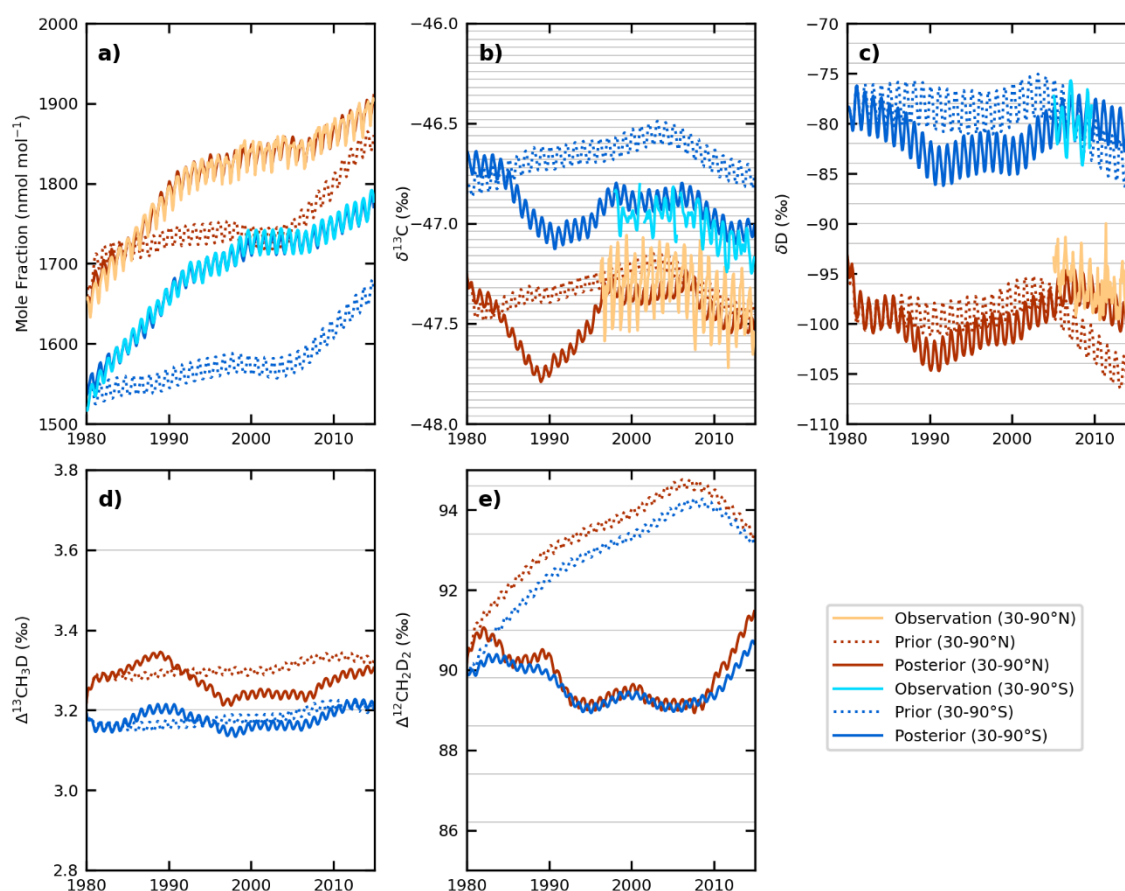 a)
Mole Fraction (nmol mol⁻¹)
2000
1900
1800
1700
1600
1500
1980 1990 2000 2010
b)
δ¹³C (‰)
−46.0
−46.5
−47.0
−47.5
−48.0
1980 1990 2000 2010
c)
δD (‰)
−70
−75
−80
−85
−90
−95
−100
−105
−110
1980 1990 2000 2010
d)
Δ¹³CH₃D (‰)
3.8
3.6
3.4
3.2
3.0
2.8
1980 1990 2000 2010
e)
Δ¹²CH₂D₂ (‰)
94
92
90
88
86
1980 1990 2000 2010
Observation (30-90°N)
Prior (30-90°N)
Posterior (30-90°N)
Observation (30-90°S)
Prior (30-90°S)
Posterior (30-90°S)